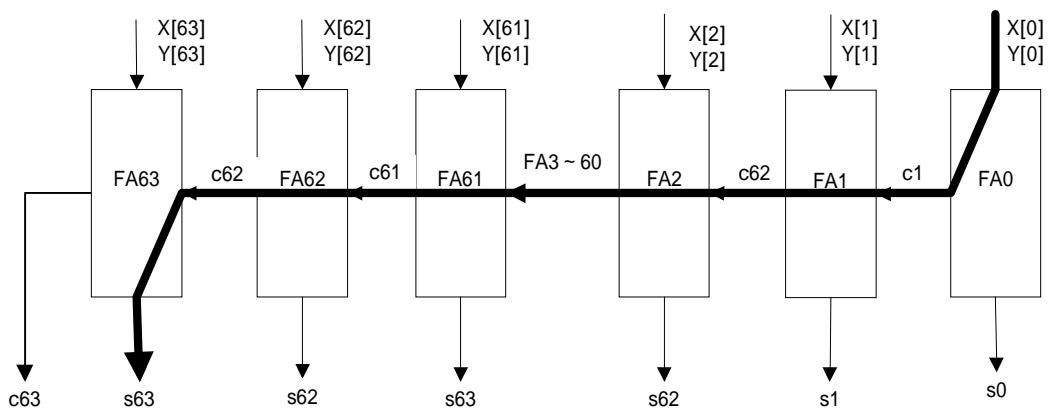 X[63] X[62] X[61] X[2] X[1] X[0]
Y[63] Y[62] Y[61] Y[2] Y[1] Y[0]
FA63 c62 FA62 c61 FA61 FA3 ~ 60 FA2 c62 FA1 c1 FA0
c63 s63 s62 s63 s62 s1 s0